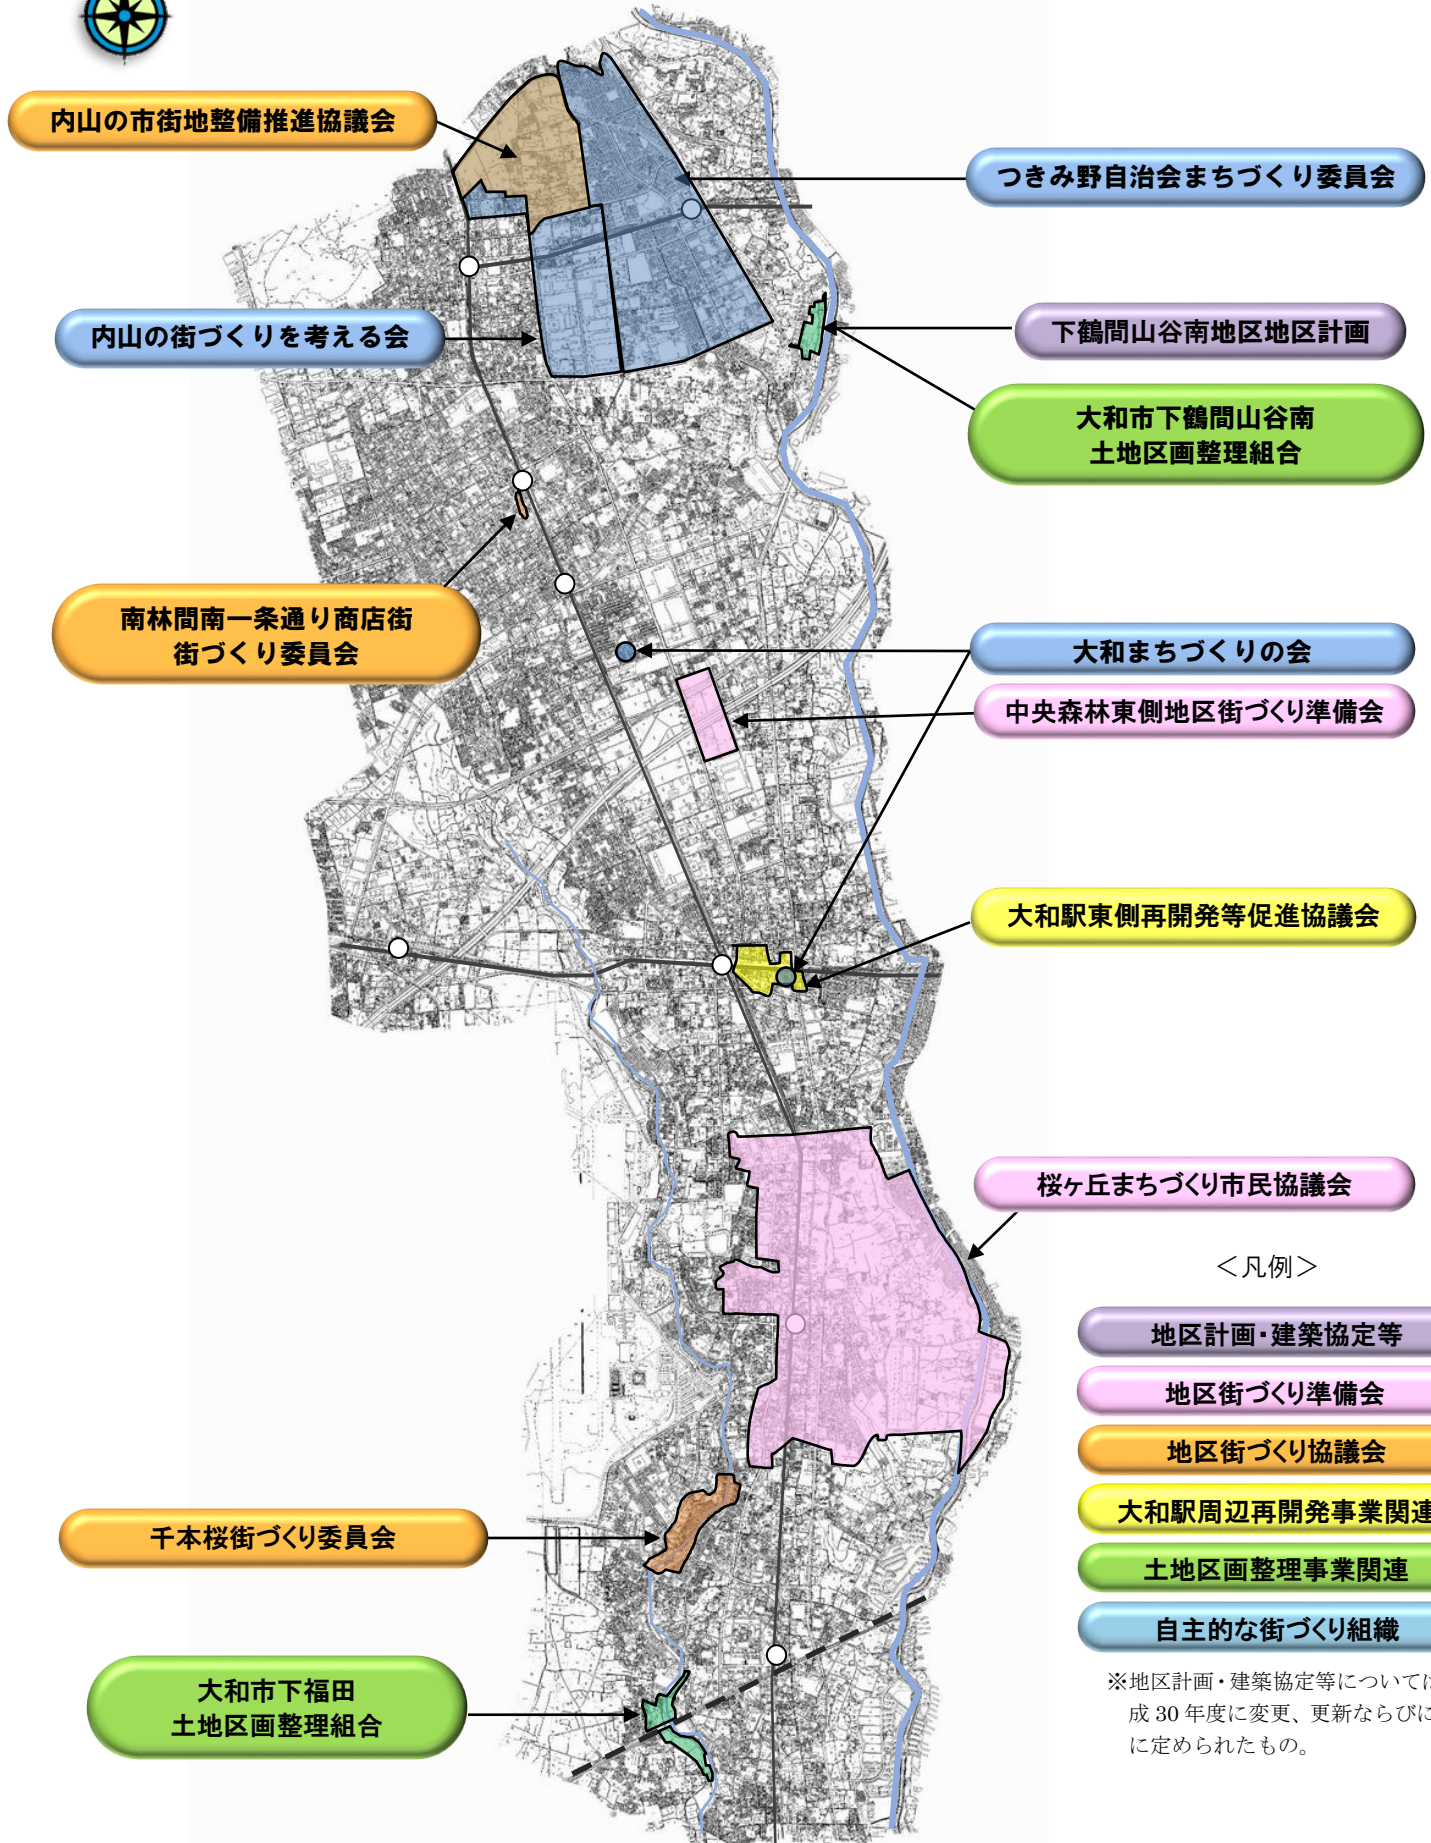 内山の市街地整備推進協議会
つきみ野自治会まちづくり委員会
内山の街づくりを考える会
下鶴間山谷南地区地区計画
大和市下鶴間山谷南
土地区画整理組合
南林間南一条通り商店街
街づくり委員会
大和まちづくりの会
中央森林東側地区街づくり準備会
大和駅東側再開発等促進協議会
桜ヶ丘まちづくり市民協議会
＜凡例＞
地区計画・建築協定等
地区街づくり準備会
地区街づくり協議会
大和駅周辺再開発事業関連
土地区画整理事業関連
自主的な街づくり組織
千本桜街づくり委員会
大和市下福田
土地区画整理組合
※地区計画・建築協定等については
成 30 年度に変更、更新ならびに
に定められたもの。